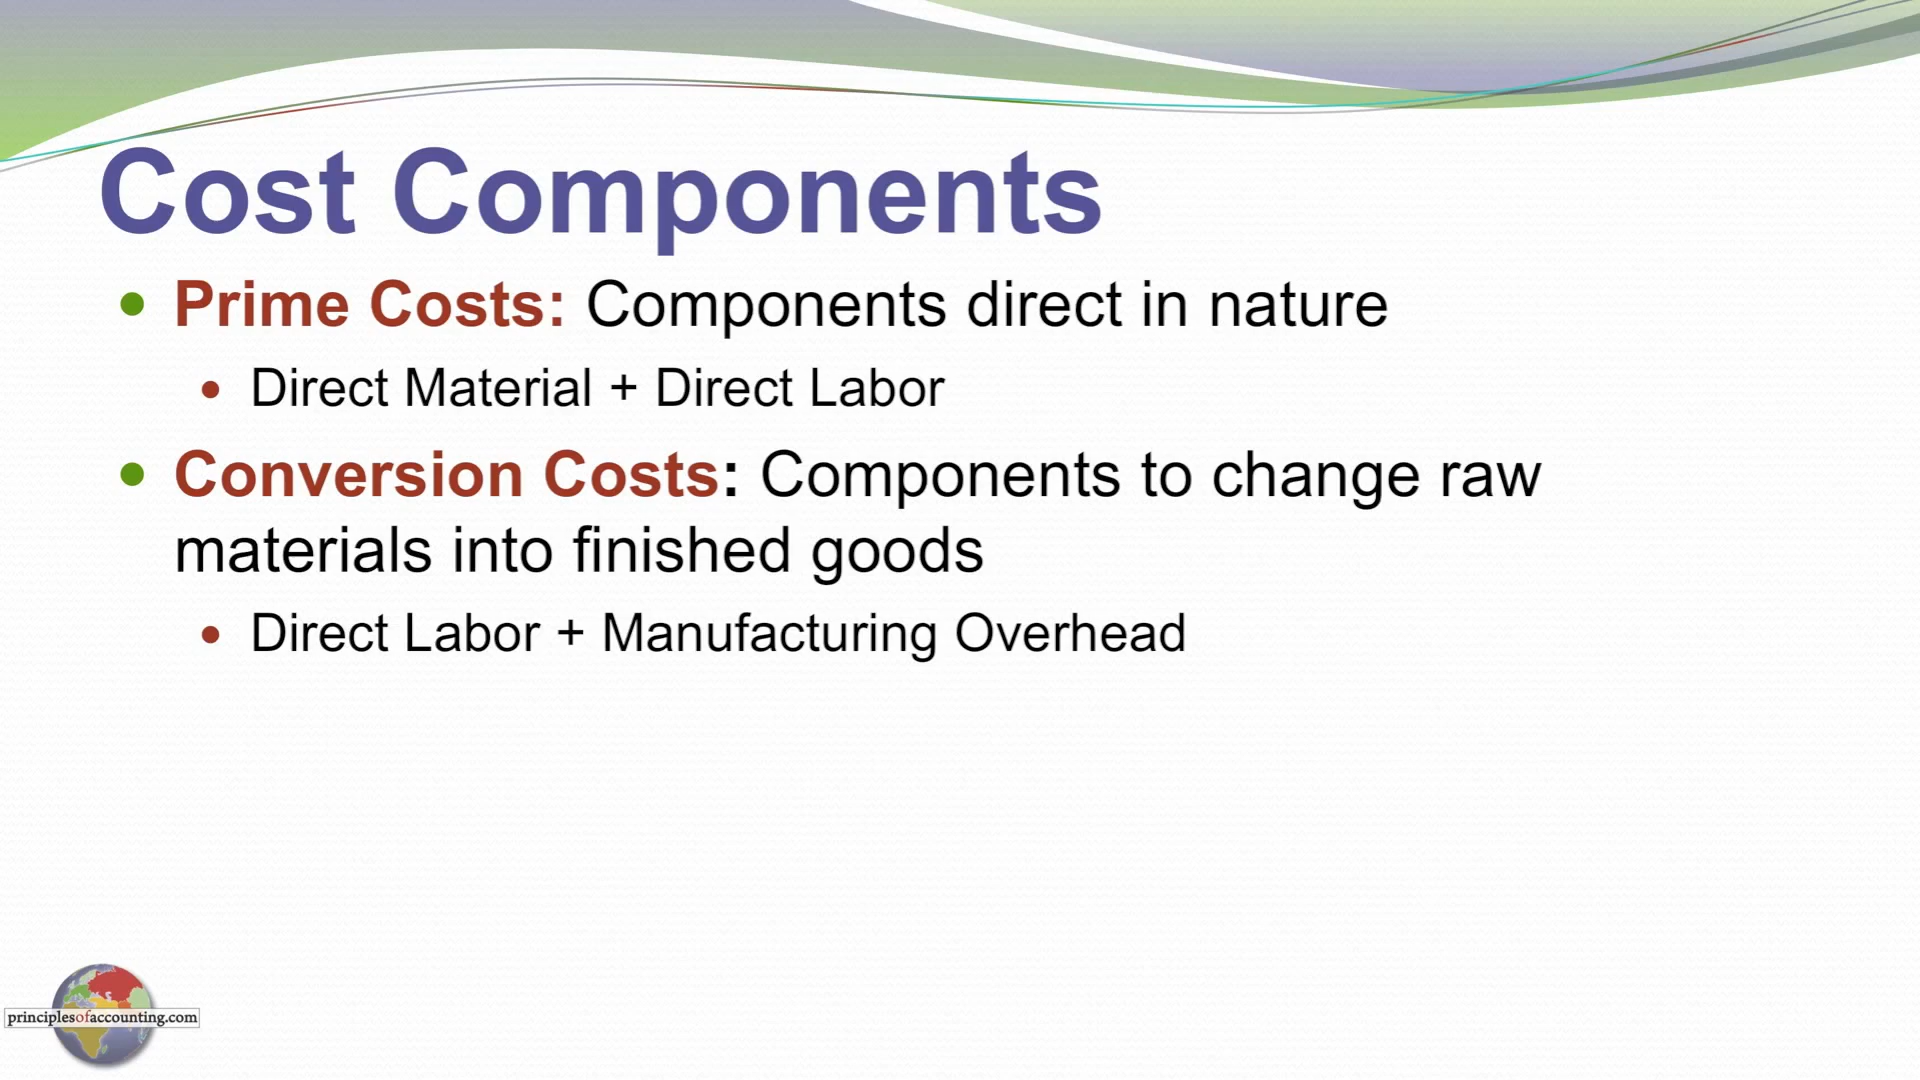 Cost Components
Prime Costs: Components direct in nature
Direct Material + Direct Labor
Conversion Costs: Components to change raw
materials into finished goods
Direct Labor + Manufacturing Overhead
principlesofaccounting.com